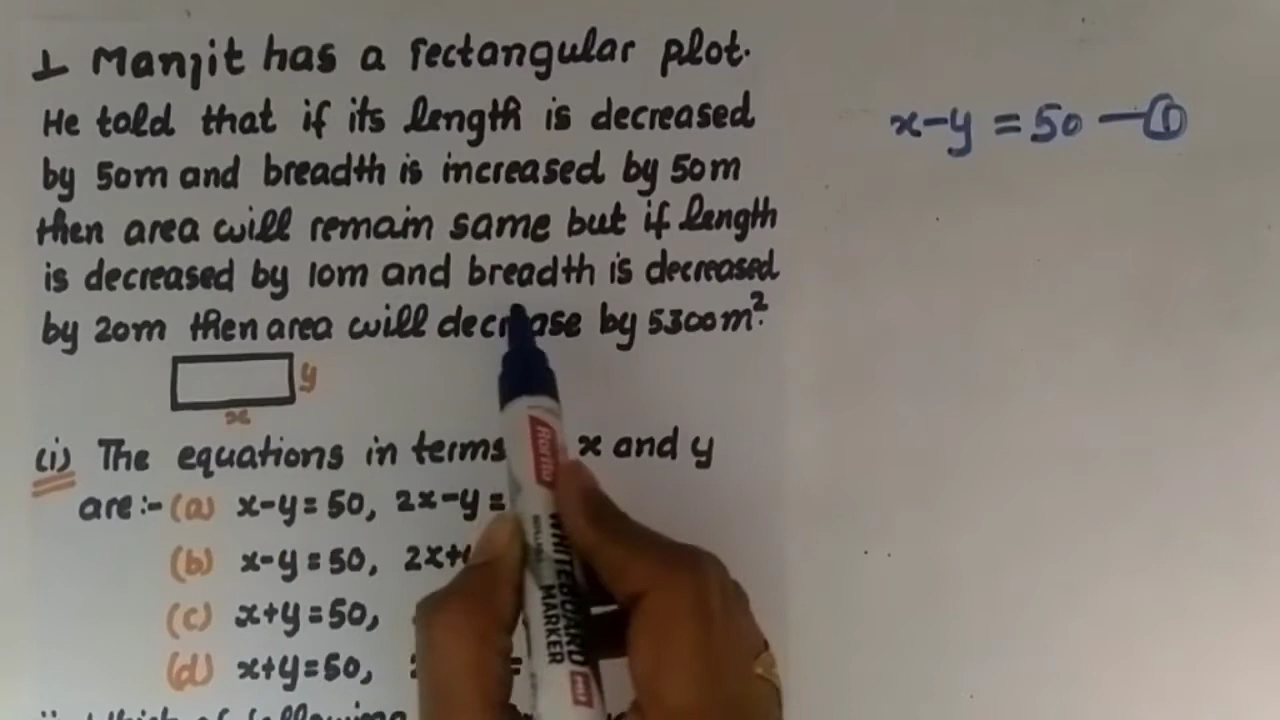 1 Manjit has a rectangular plot.
He told that if its length is decreased
by 50m and breadth is increased by 50m
then area will remain same but if length
is decreased by 10m and breadth is decreased
by 20m then area will decrease by 5300m².
y
x
(i) The equations in terms x and y
are:- (a) x-y=50, 2x-y=
(b) x-y=50, 2x+
(c) x+y=50,
(d) x+y=50, =
x-y=50 —①
WHITEBOARD
MARKER